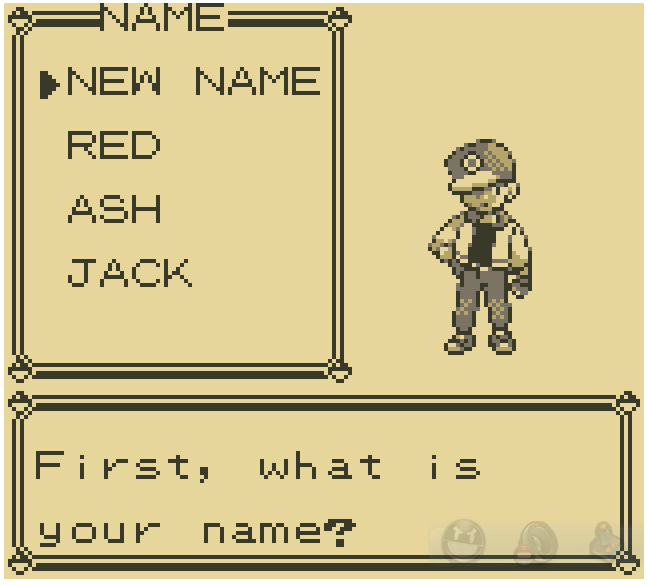 NAME
NEW NAME
RED
ASH
JACK
First, what is
your name?